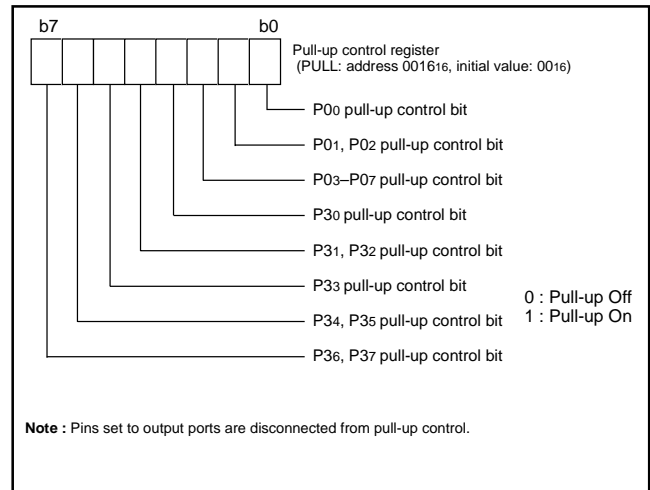 b7 b0
Pull-up control register
(PULL: address 001616, initial value: 0016)
P00 pull-up control bit
P01, P02 pull-up control bit
P03–P07 pull-up control bit
P30 pull-up control bit
P31, P32 pull-up control bit
P33 pull-up control bit
P34, P35 pull-up control bit
P36, P37 pull-up control bit
0 : Pull-up Off
1 : Pull-up On
Note : Pins set to output ports are disconnected from pull-up control.